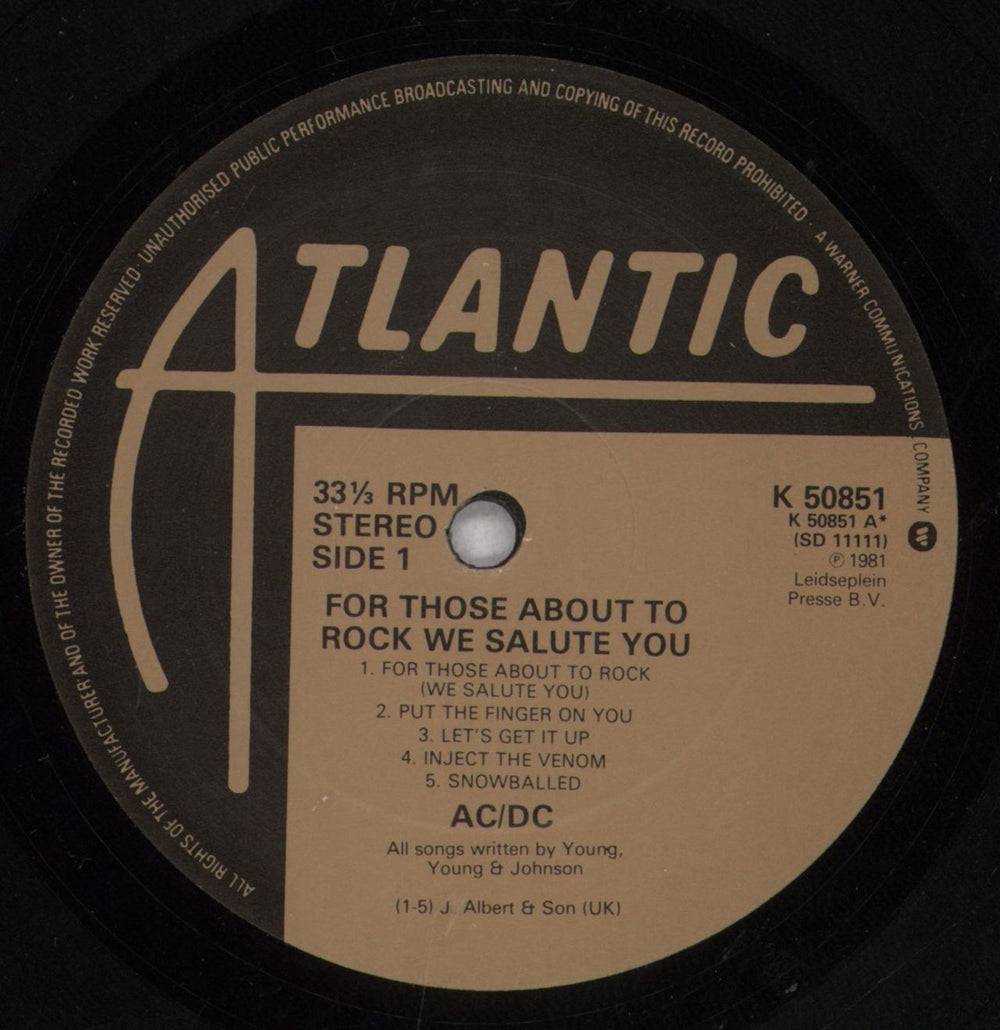 ALL RIGHTS OF THE MANUFACTURER AND OF THE OWNER OF THE RECORDED WORK RESERVED · UNAUTHORISED PUBLIC PERFORMANCE BROADCASTING AND COPYING OF THIS RECORD PROHIBITED · A WARNER COMMUNICATIONS COMPANY
ATLANTIC
33⅓ RPM
STEREO
SIDE 1
K 50851
K 50851 A*
(SD 11111)
℗ 1981
Leidseplein
Presse B.V.
FOR THOSE ABOUT TO
ROCK WE SALUTE YOU
1. FOR THOSE ABOUT TO ROCK
(WE SALUTE YOU)
2. PUT THE FINGER ON YOU
3. LET'S GET IT UP
4. INJECT THE VENOM
5. SNOWBALLED
AC/DC
All songs written by Young,
Young & Johnson
(1-5) J. Albert & Son (UK)